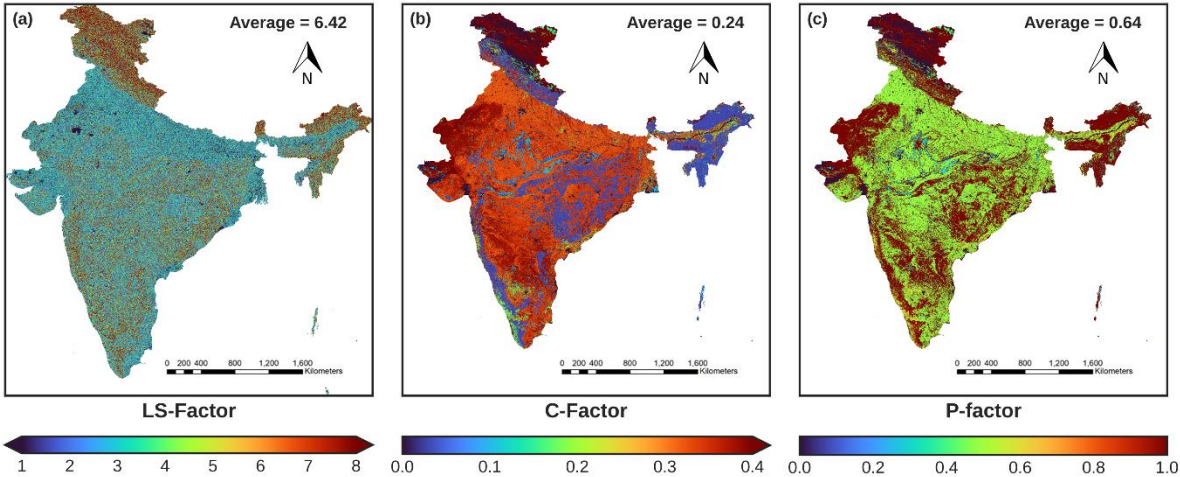 (a) Average = 6.42
N
0 200 400 800 1,200 1,600
Kilometers
LS-Factor
1 2 3 4 5 6 7 8
(b) Average = 0.24
N
0 200 400 800 1,200 1,600
Kilometers
C-Factor
0.0 0.1 0.2 0.3 0.4
(c) Average = 0.64
N
0 200 400 800 1,200 1,600
Kilometers
P-factor
0.0 0.2 0.4 0.6 0.8 1.0